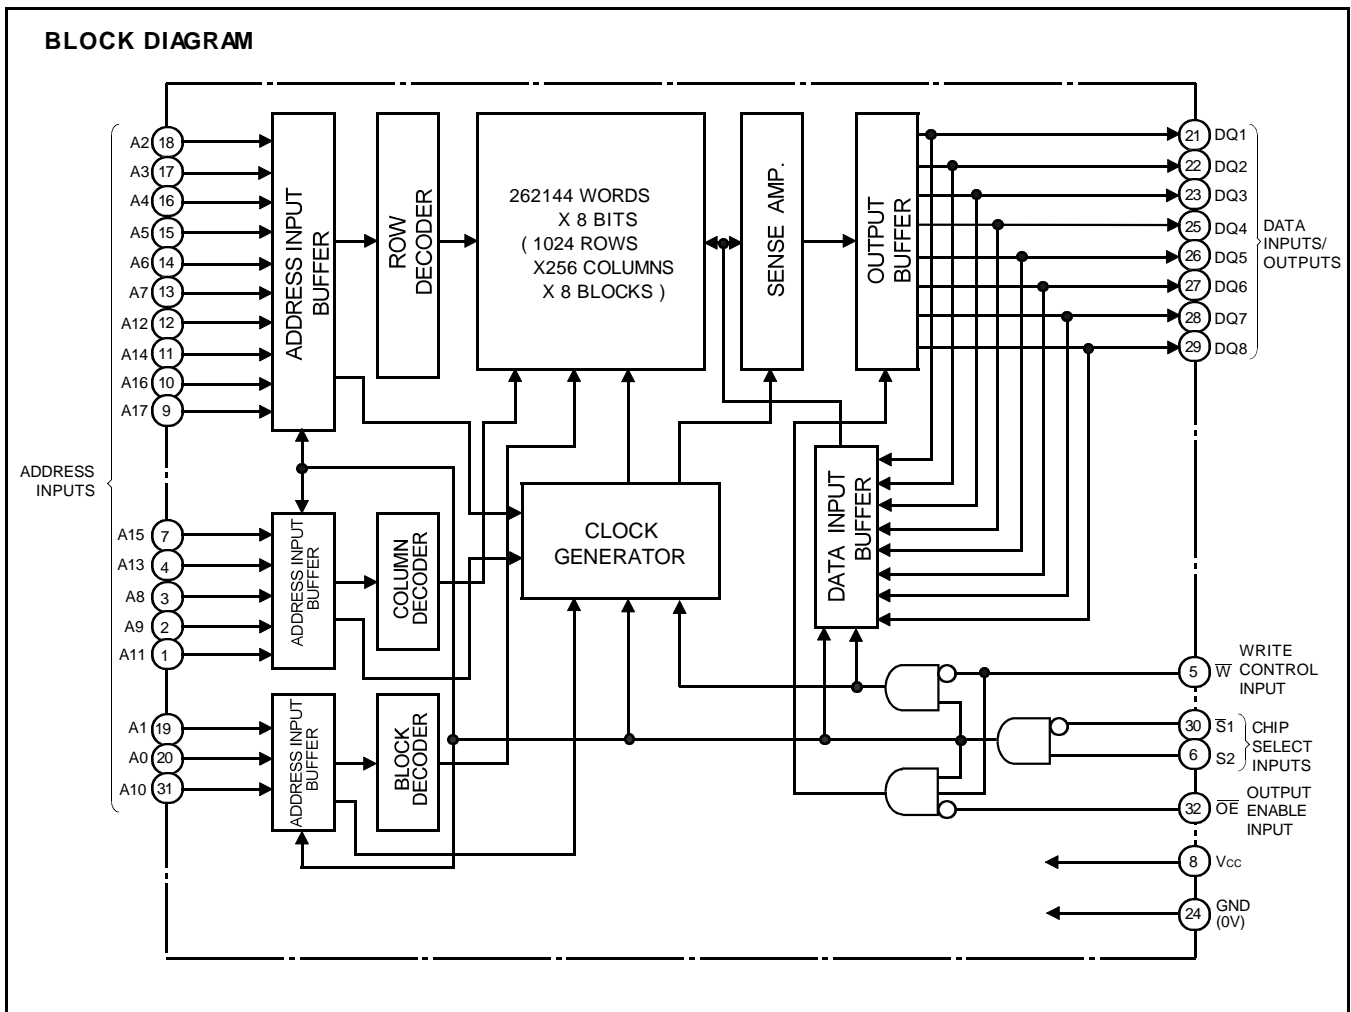 BLOCK DIAGRAM
ADDRESS
INPUTS
A2 18
A3 17
A4 16
A5 15
A6 14
A7 13
A12 12
A14 11
A16 10
A17 9
A15 7
A13 4
A8 3
A9 2
A11 1
A1 19
A0 20
A10 31
ADDRESS INPUT
BUFFER
ROW
DECODER
262144 WORDS
X 8 BITS
( 1024 ROWS
X256 COLUMNS
X 8 BLOCKS )
SENSE AMP.
OUTPUT
BUFFER
ADDRESS INPUT
BUFFER
COLUMN
DECODER
CLOCK
GENERATOR
DATA INPUT
BUFFER
ADDRESS INPUT
BUFFER
BLOCK
DECODER
21 DQ1
22 DQ2
23 DQ3
25 DQ4
26 DQ5
27 DQ6
28 DQ7
29 DQ8
DATA
INPUTS/
OUTPUTS
5 W̅
WRITE
CONTROL
INPUT
30 S̅1
6 S2
CHIP
SELECT
INPUTS
32 O̅E̅
OUTPUT
ENABLE
INPUT
8 Vcc
24 GND
(0V)